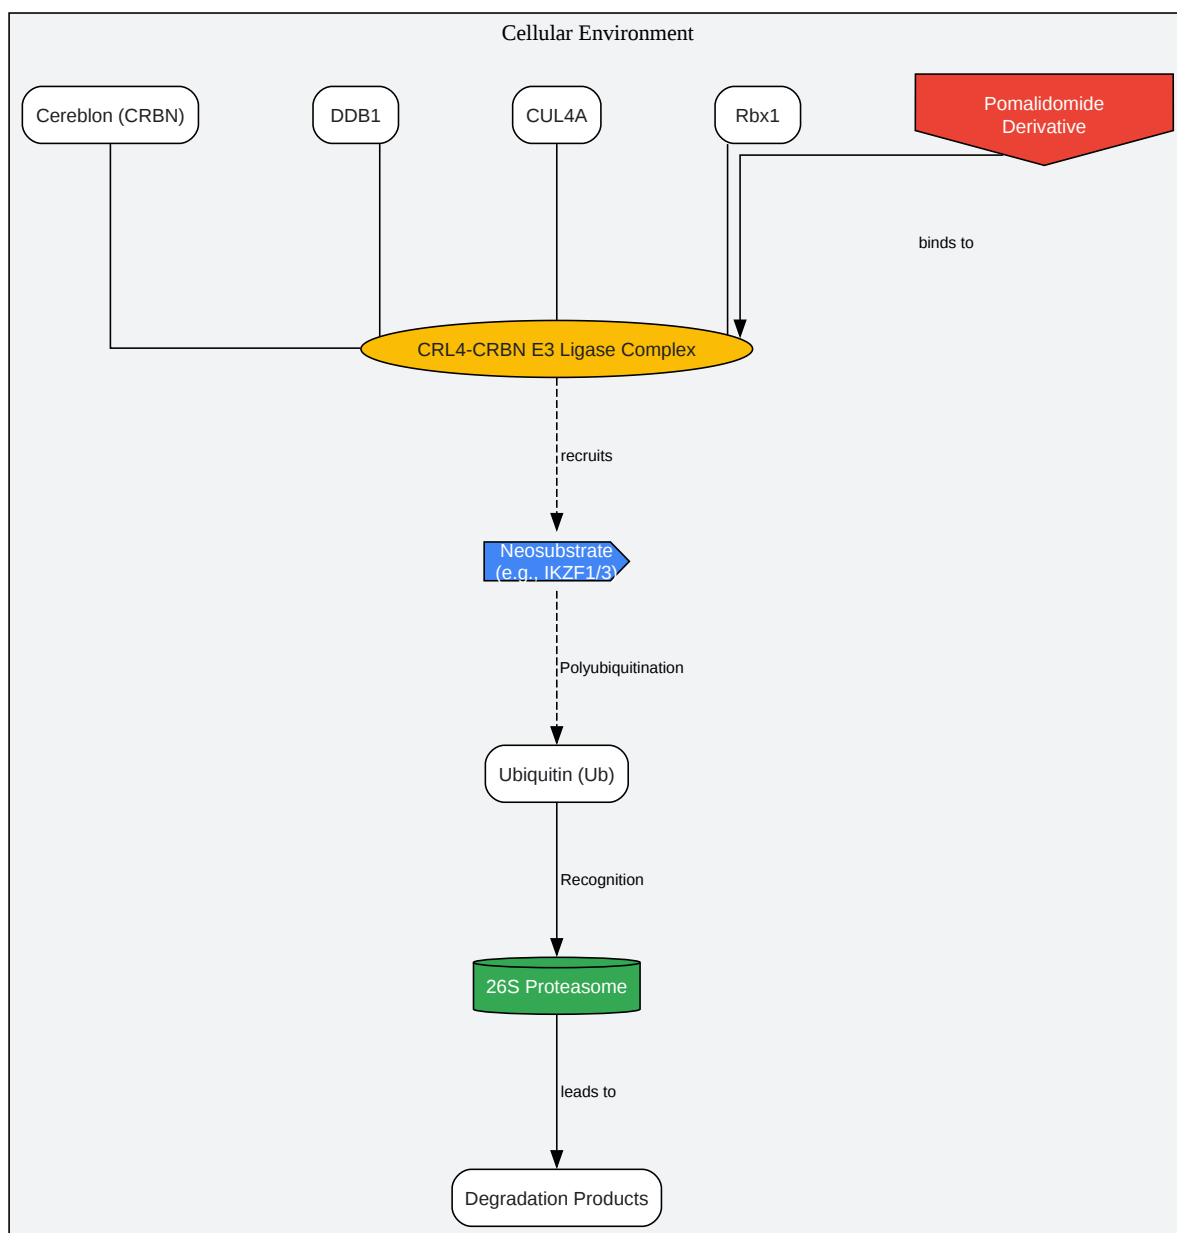 Cellular Environment
Cereblon (CRBN)
DDB1
CUL4A
Rbx1
Pomalidomide
Derivative
binds to
CRL4-CRBN E3 Ligase Complex
recruits
Neosubstrate
(e.g., IKZF1/3)
Polyubiquitination
Ubiquitin (Ub)
Recognition
26S Proteasome
leads to
Degradation Products